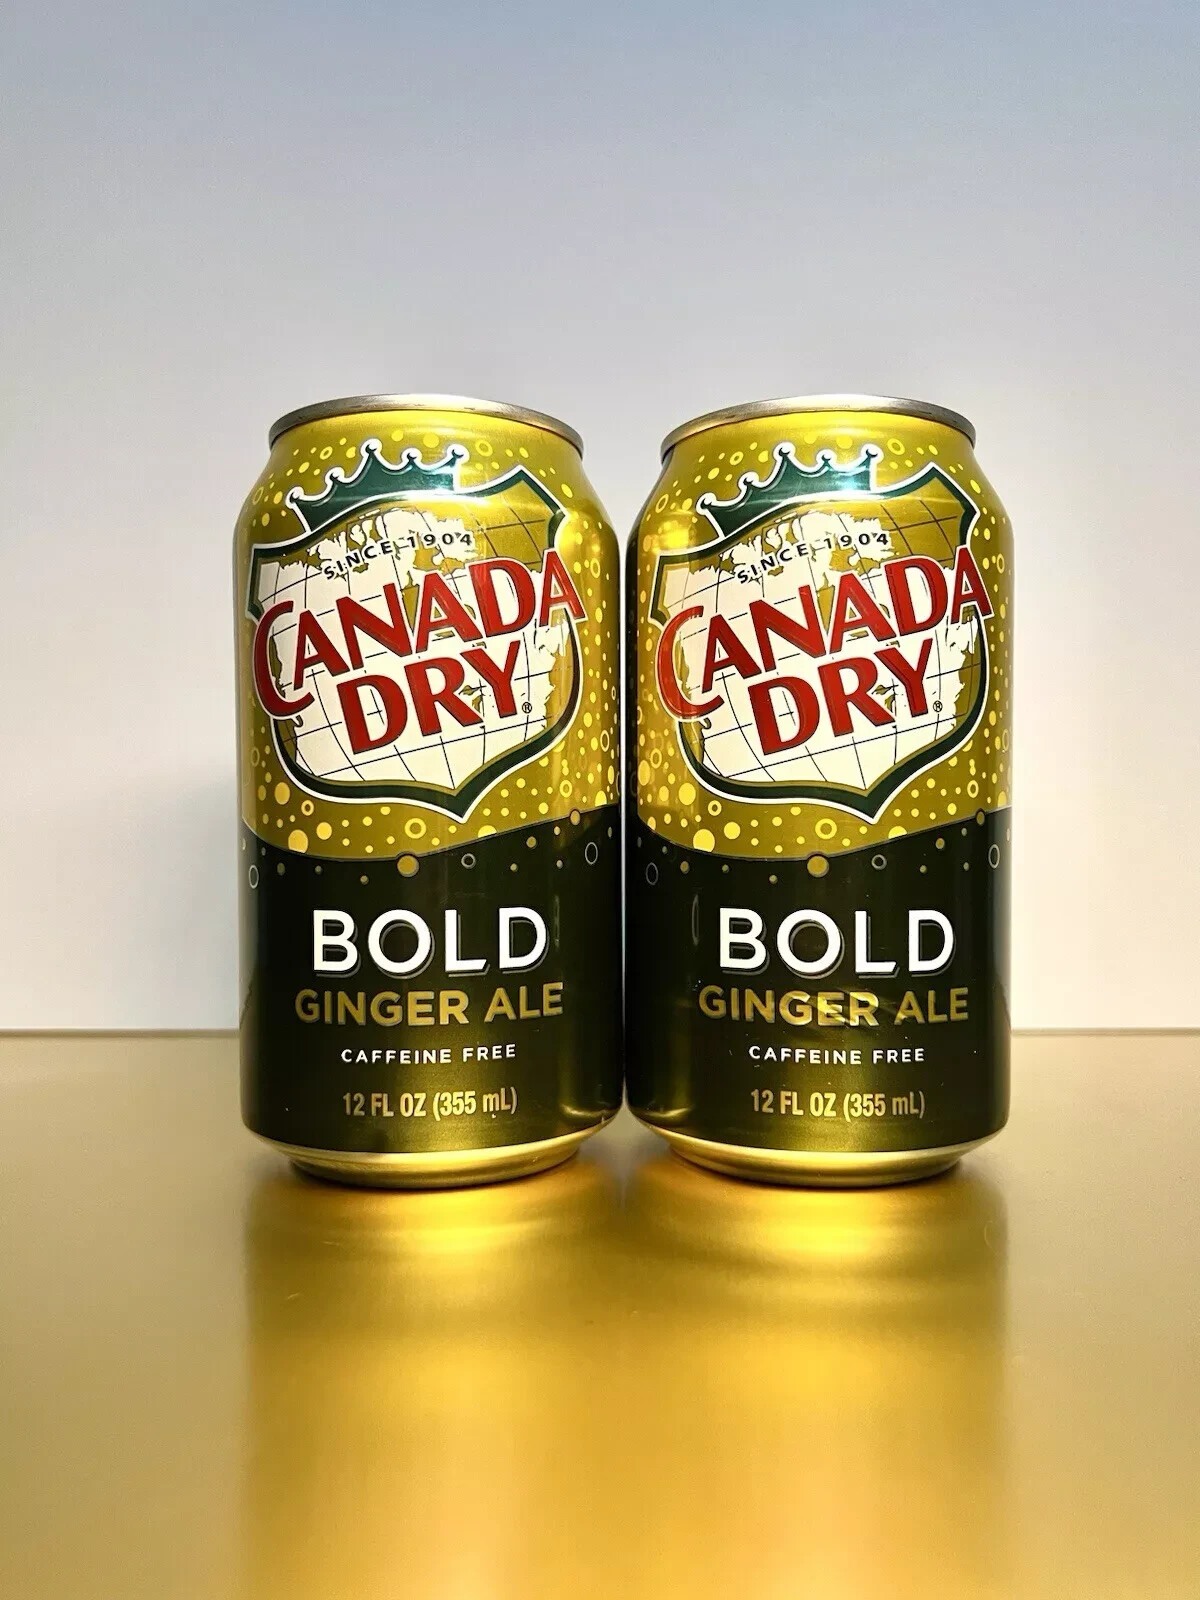 SINCE 1904
CANADA
DRY®
BOLD
GINGER ALE
CAFFEINE FREE
12 FL OZ (355 mL)
SINCE 1904
CANADA
DRY®
BOLD
GINGER ALE
CAFFEINE FREE
12 FL OZ (355 mL)